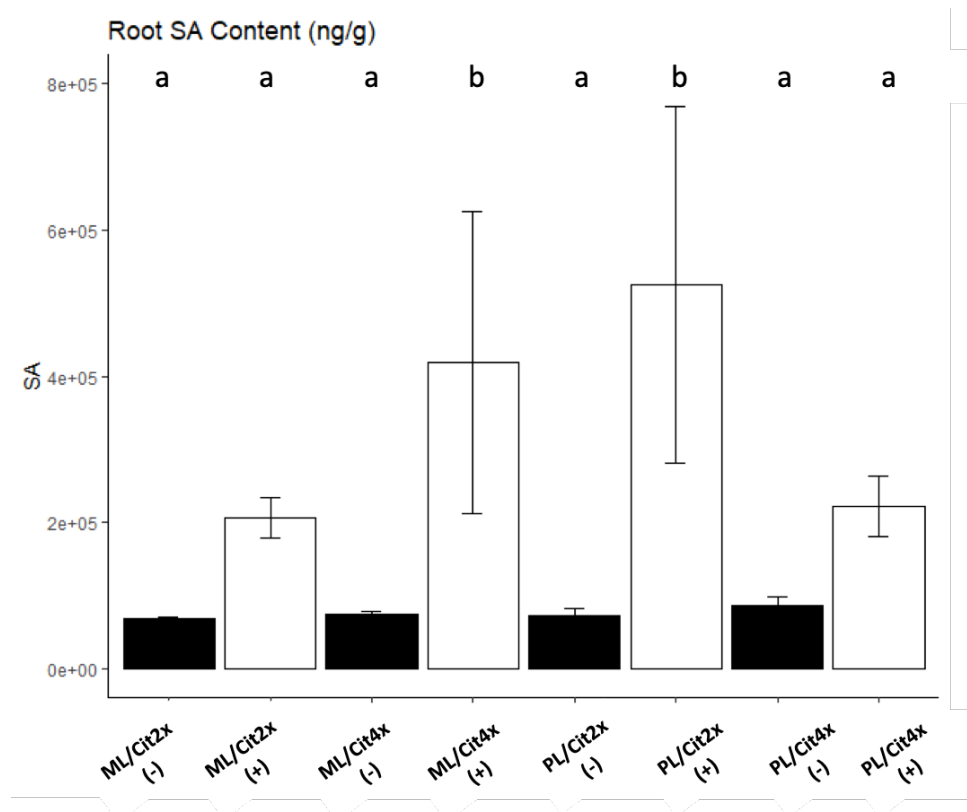 Root SA Content (ng/g)
a a a b a b a a
8e+05
6e+05
4e+05
2e+05
0e+00
SA
ML/Cit2x (-)
ML/Cit2x (+)
ML/Cit4x (-)
ML/Cit4x (+)
PL/Cit2x (-)
PL/Cit2x (+)
PL/Cit4x (-)
PL/Cit4x (+)